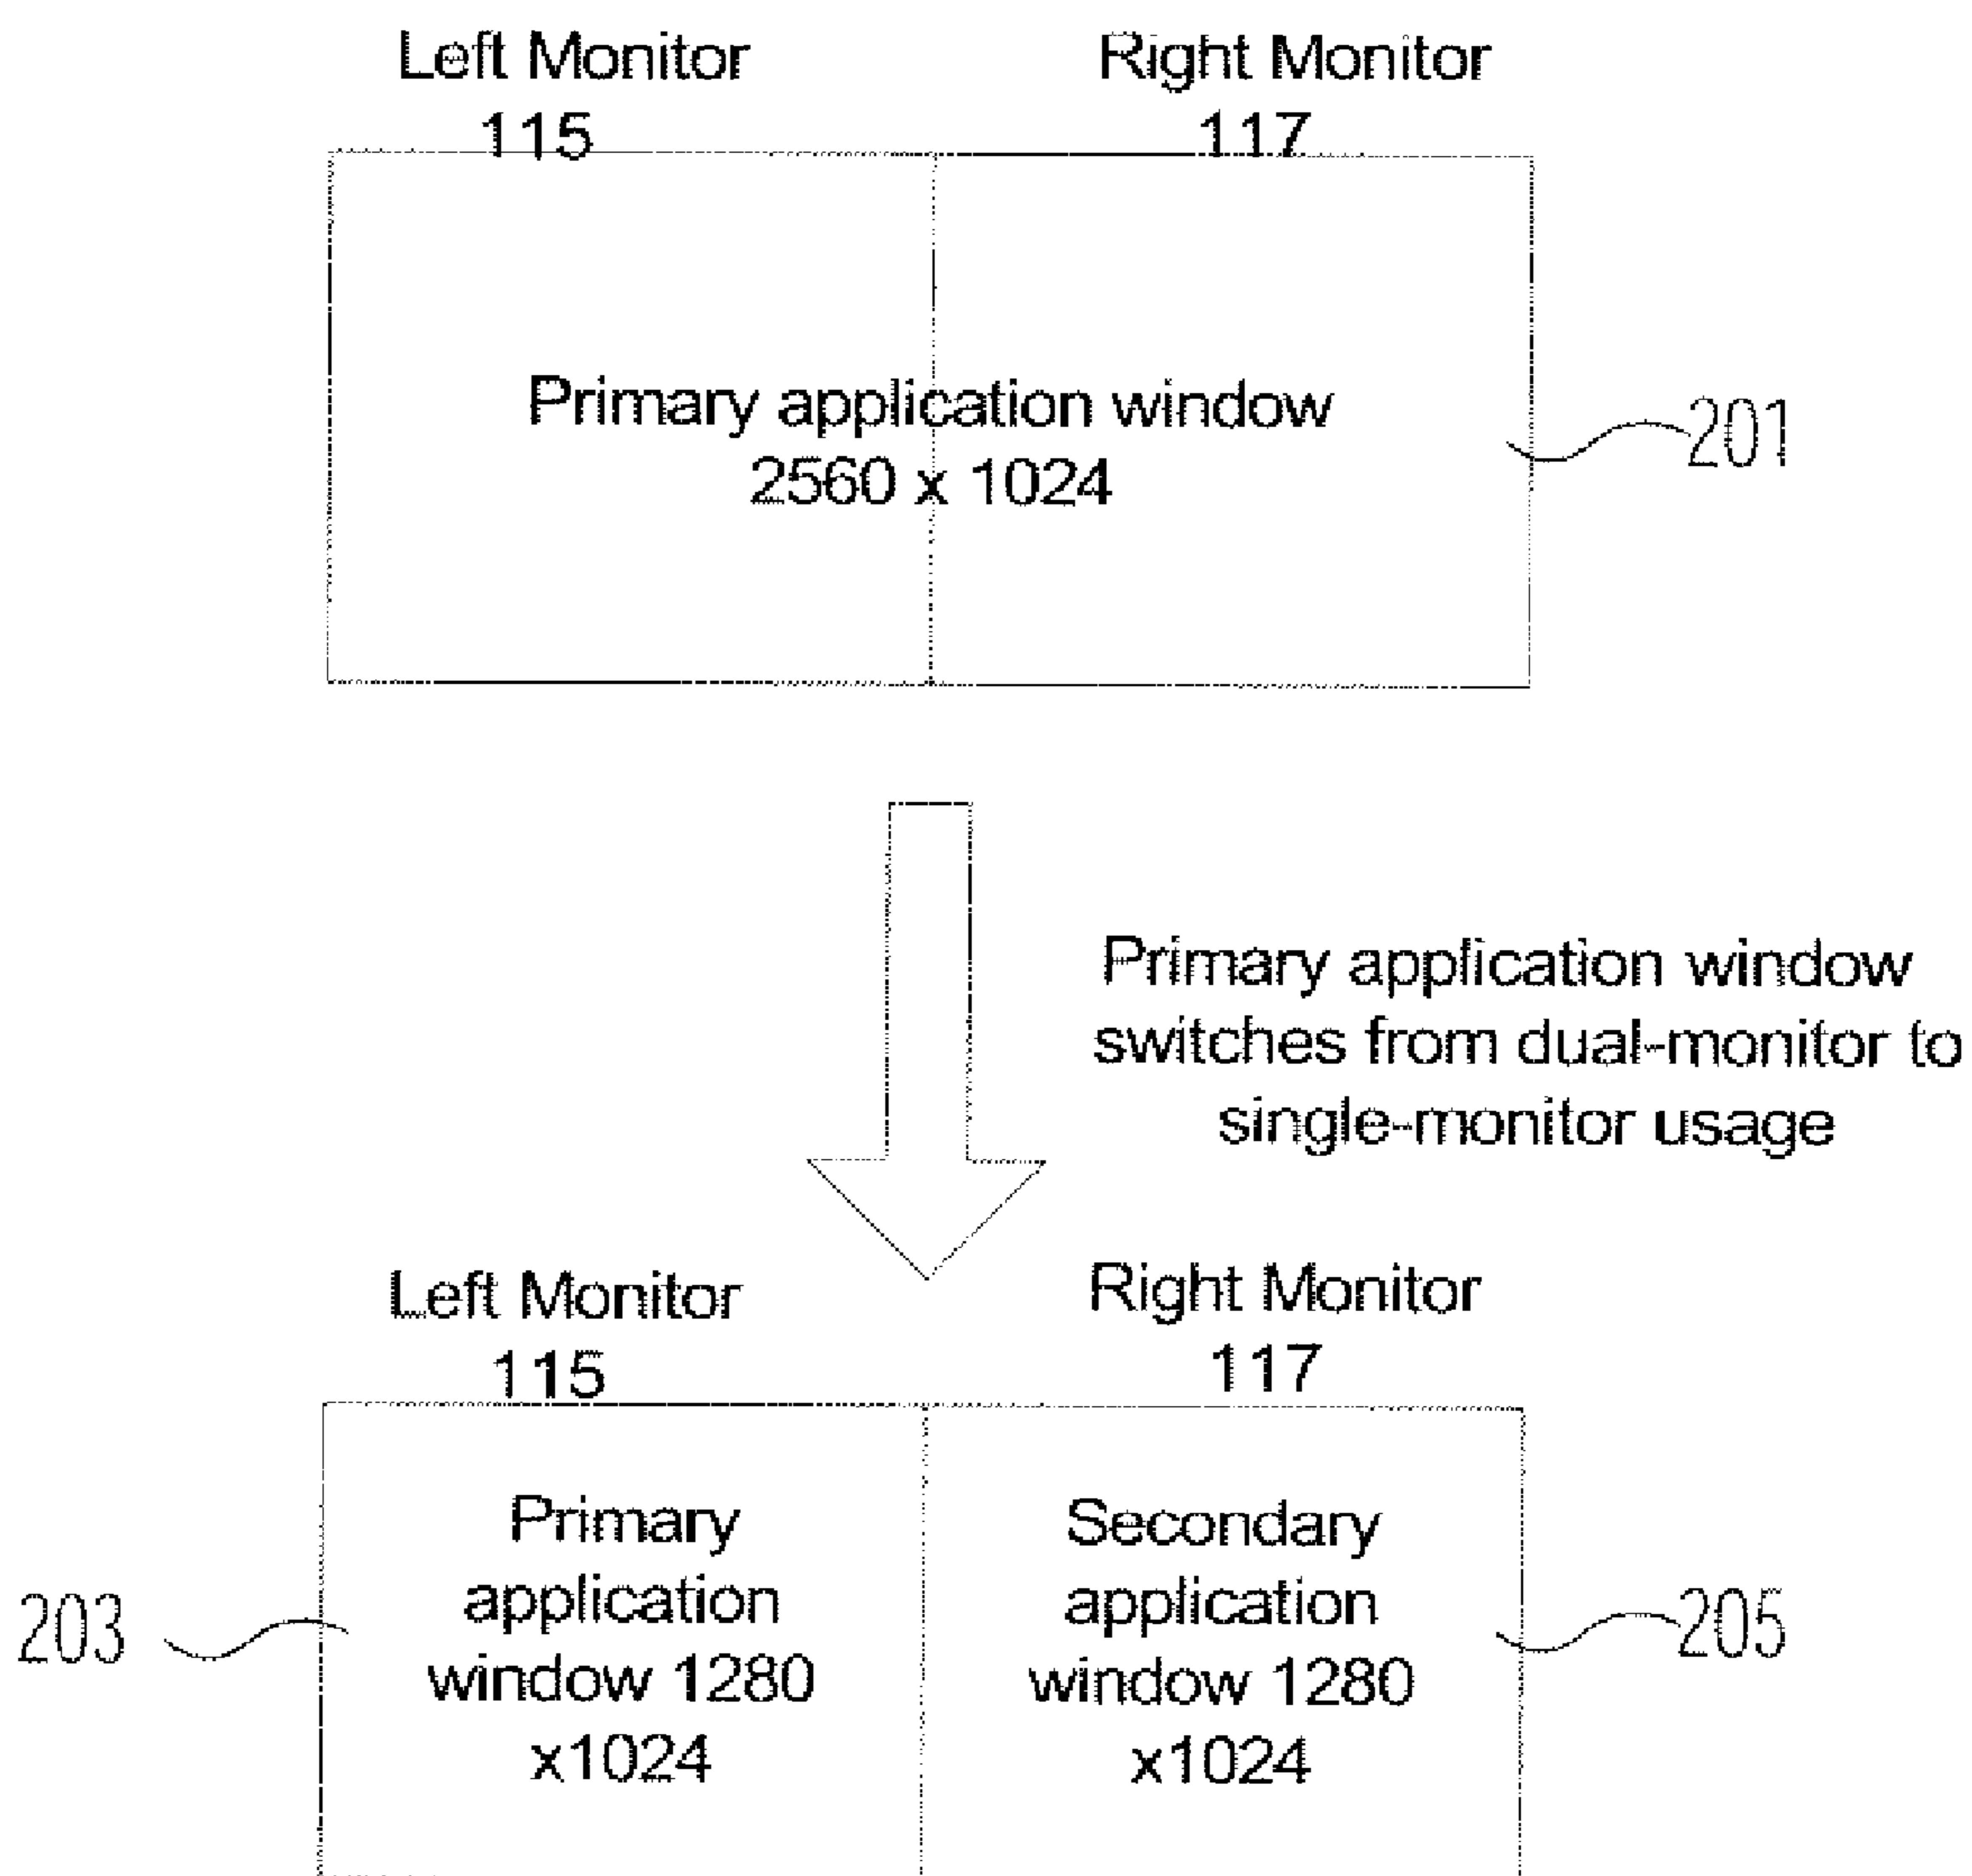 Left Monitor
115
Right Monitor
117
Primary application window
2560 x 1024
201
Primary application window
switches from dual-monitor to
single-monitor usage
Left Monitor
115
Right Monitor
117
203
Primary
application
window 1280
x1024
Secondary
application
window 1280
x1024
205